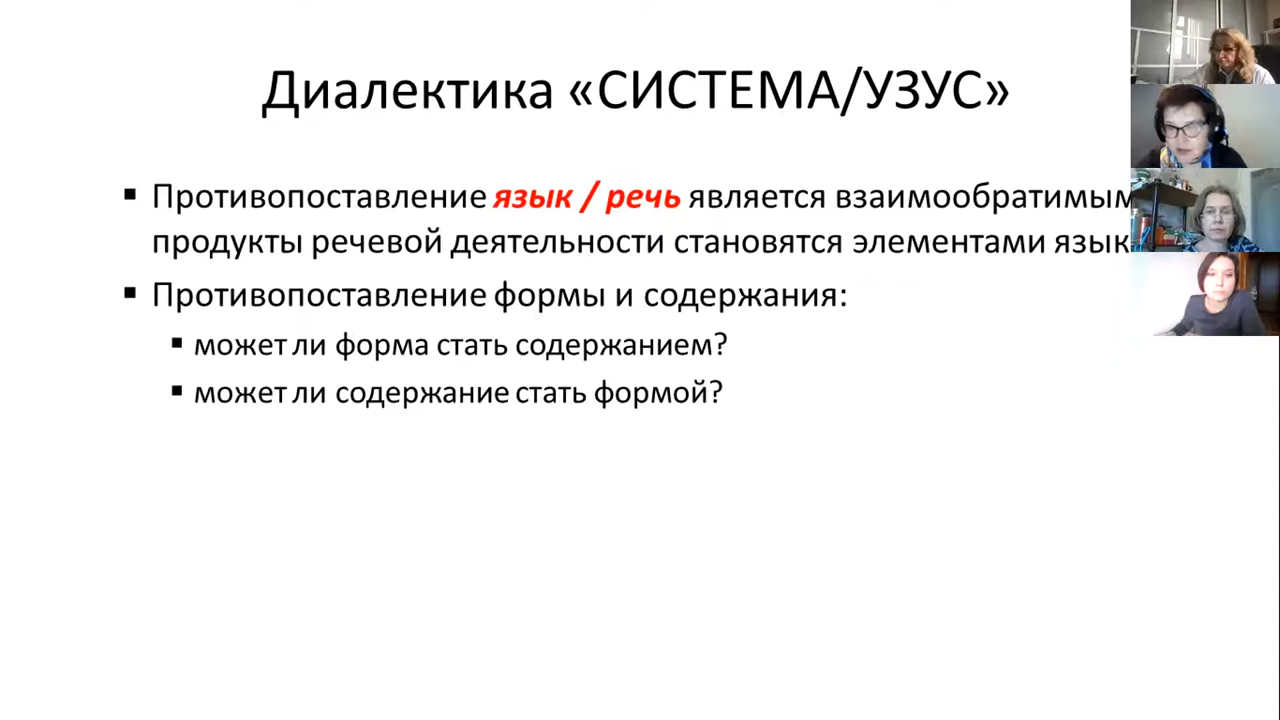 Диалектика «СИСТЕМА/УЗУС»
▪ Противопоставление язык / речь является взаимообратимым
продукты речевой деятельности становятся элементами язык
▪ Противопоставление формы и содержания:
▪ может ли форма стать содержанием?
▪ может ли содержание стать формой?